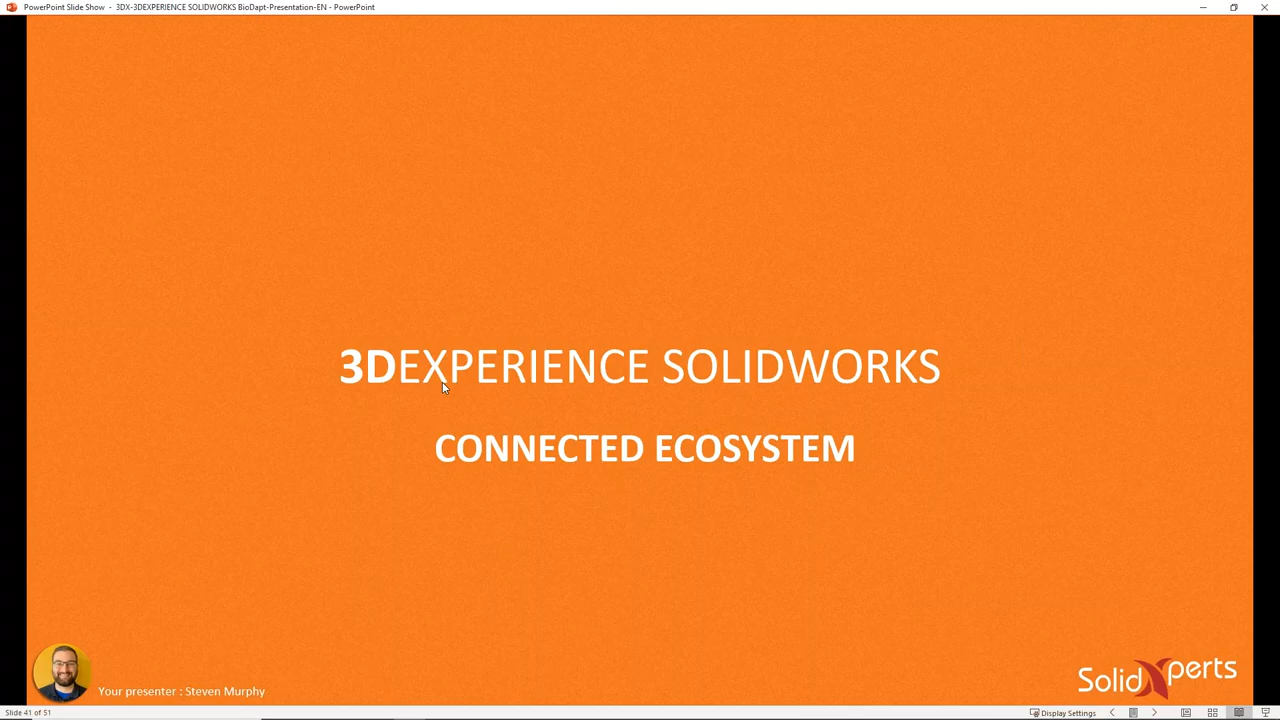 PowerPoint Slide Show - 3DX-3DEXPERIENCE SOLIDWORKS BioDapt-Presentation-EN - PowerPoint
3DEXPERIENCE SOLIDWORKS
CONNECTED ECOSYSTEM
Your presenter : Steven Murphy
SolidXperts
Slide 41 of 51
Display Settings